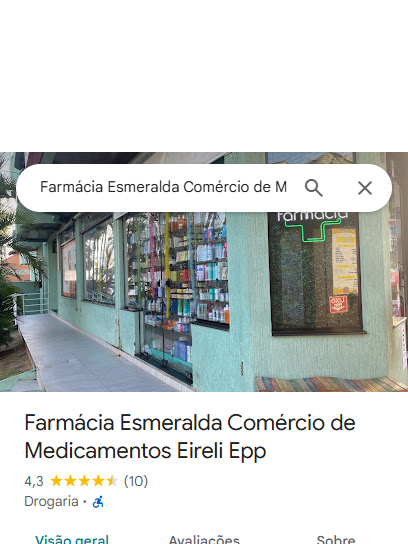 Farmácia Esmeralda Comércio de M
Farmácia
Farmácia Esmeralda Comércio de
Medicamentos Eireli Epp
4,3 (10)
Drogaria ·
Visão geral Avaliações Sobre